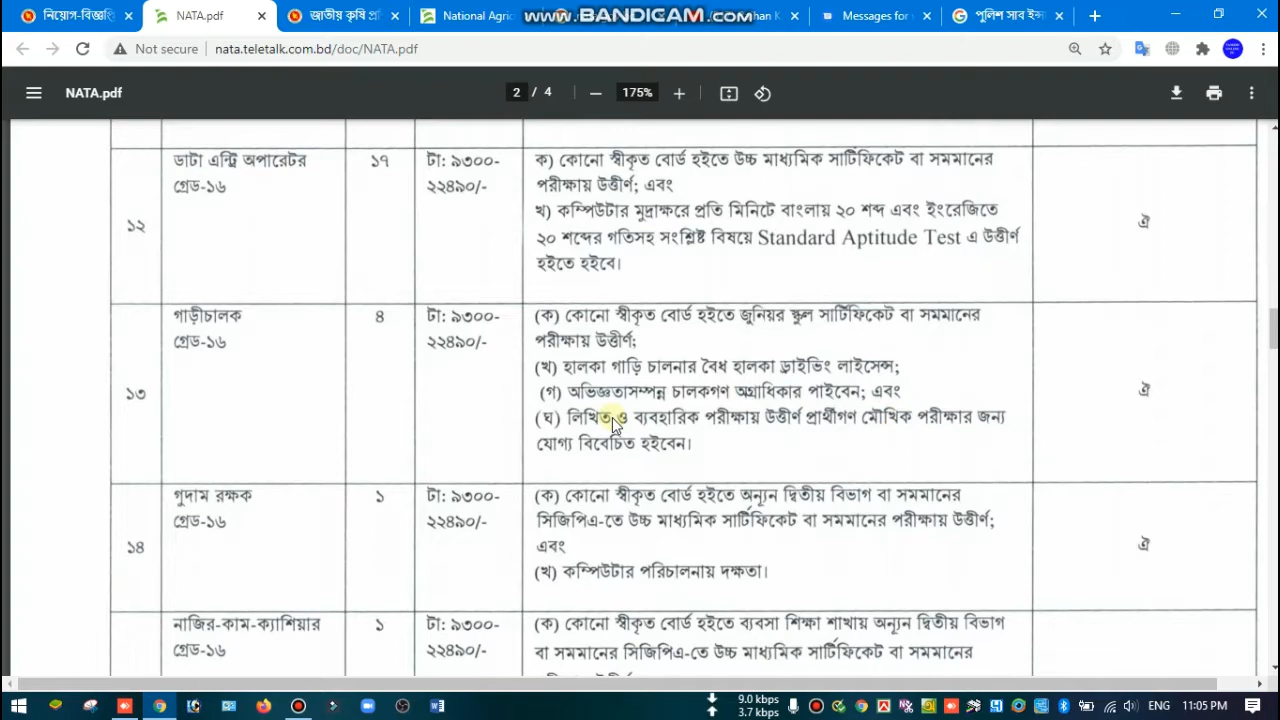 নিয়োগ-বিজ্ঞপ্তি
NATA.pdf
জাতীয় কৃষি প্রশি
National Agric
www.BANDICAM.com
Messages for
পুলিশ সাব ইন্স
Not secure
nata.teletalk.com.bd/doc/NATA.pdf
NATA.pdf
2 / 4
175%
১২
ডাটা এন্ট্রি অপারেটর
গ্রেড-১৬
১৭
টা: ৯৩০০-
২২৪৯০/-
ক) কোনো স্বীকৃত বোর্ড হইতে উচ্চ মাধ্যমিক সার্টিফিকেট বা সমমানের
পরীক্ষায় উত্তীর্ণ; এবং
খ) কম্পিউটার মুদ্রাক্ষরে প্রতি মিনিটে বাংলায় ২০ শব্দ এবং ইংরেজিতে
২০ শব্দের গতিসহ সংশ্লিষ্ট বিষয়ে Standard Aptitude Test এ উত্তীর্ণ
হইতে হইবে।
ঐ
১৩
গাড়ীচালক
গ্রেড-১৬
৪
টা: ৯৩০০-
২২৪৯০/-
(ক) কোনো স্বীকৃত বোর্ড হইতে জুনিয়র স্কুল সার্টিফিকেট বা সমমানের
পরীক্ষায় উত্তীর্ণ;
(খ) হালকা গাড়ি চালনার বৈধ হালকা ড্রাইভিং লাইসেন্স;
(গ) অভিজ্ঞতাসম্পন্ন চালকগণ অগ্রাধিকার পাইবেন; এবং
(ঘ) লিখিত ও ব্যবহারিক পরীক্ষায় উত্তীর্ণ প্রার্থীগণ মৌখিক পরীক্ষার জন্য
যোগ্য বিবেচিত হইবেন।
ঐ
১৪
গুদাম রক্ষক
গ্রেড-১৬
১
টা: ৯৩০০-
২২৪৯০/-
(ক) কোনো স্বীকৃত বোর্ড হইতে অন্যূন দ্বিতীয় বিভাগ বা সমমানের
সিজিপিএ-তে উচ্চ মাধ্যমিক সার্টিফিকেট বা সমমানের পরীক্ষায় উত্তীর্ণ;
এবং
(খ) কম্পিউটার পরিচালনায় দক্ষতা।
ঐ
নাজির-কাম-ক্যাশিয়ার
গ্রেড-১৬
১
টা: ৯৩০০-
২২৪৯০/-
(ক) কোনো স্বীকৃত বোর্ড হইতে ব্যবসা শিক্ষা শাখায় অন্যূন দ্বিতীয় বিভাগ
বা সমমানের সিজিপিএ-তে উচ্চ মাধ্যমিক সার্টিফিকেট বা সমমানের
9.0 kbps
3.7 kbps
ENG
11:05 PM